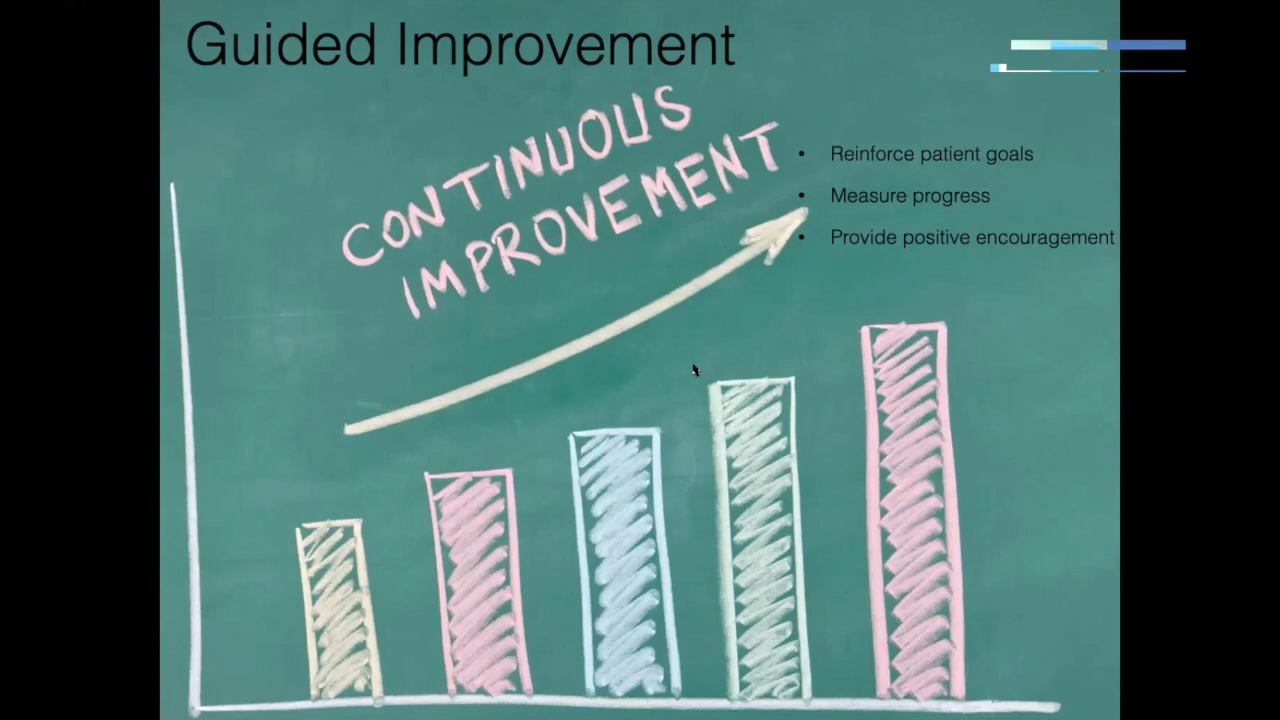 Guided Improvement
CONTINUOUS
IMPROVEMENT
• Reinforce patient goals
• Measure progress
• Provide positive encouragement